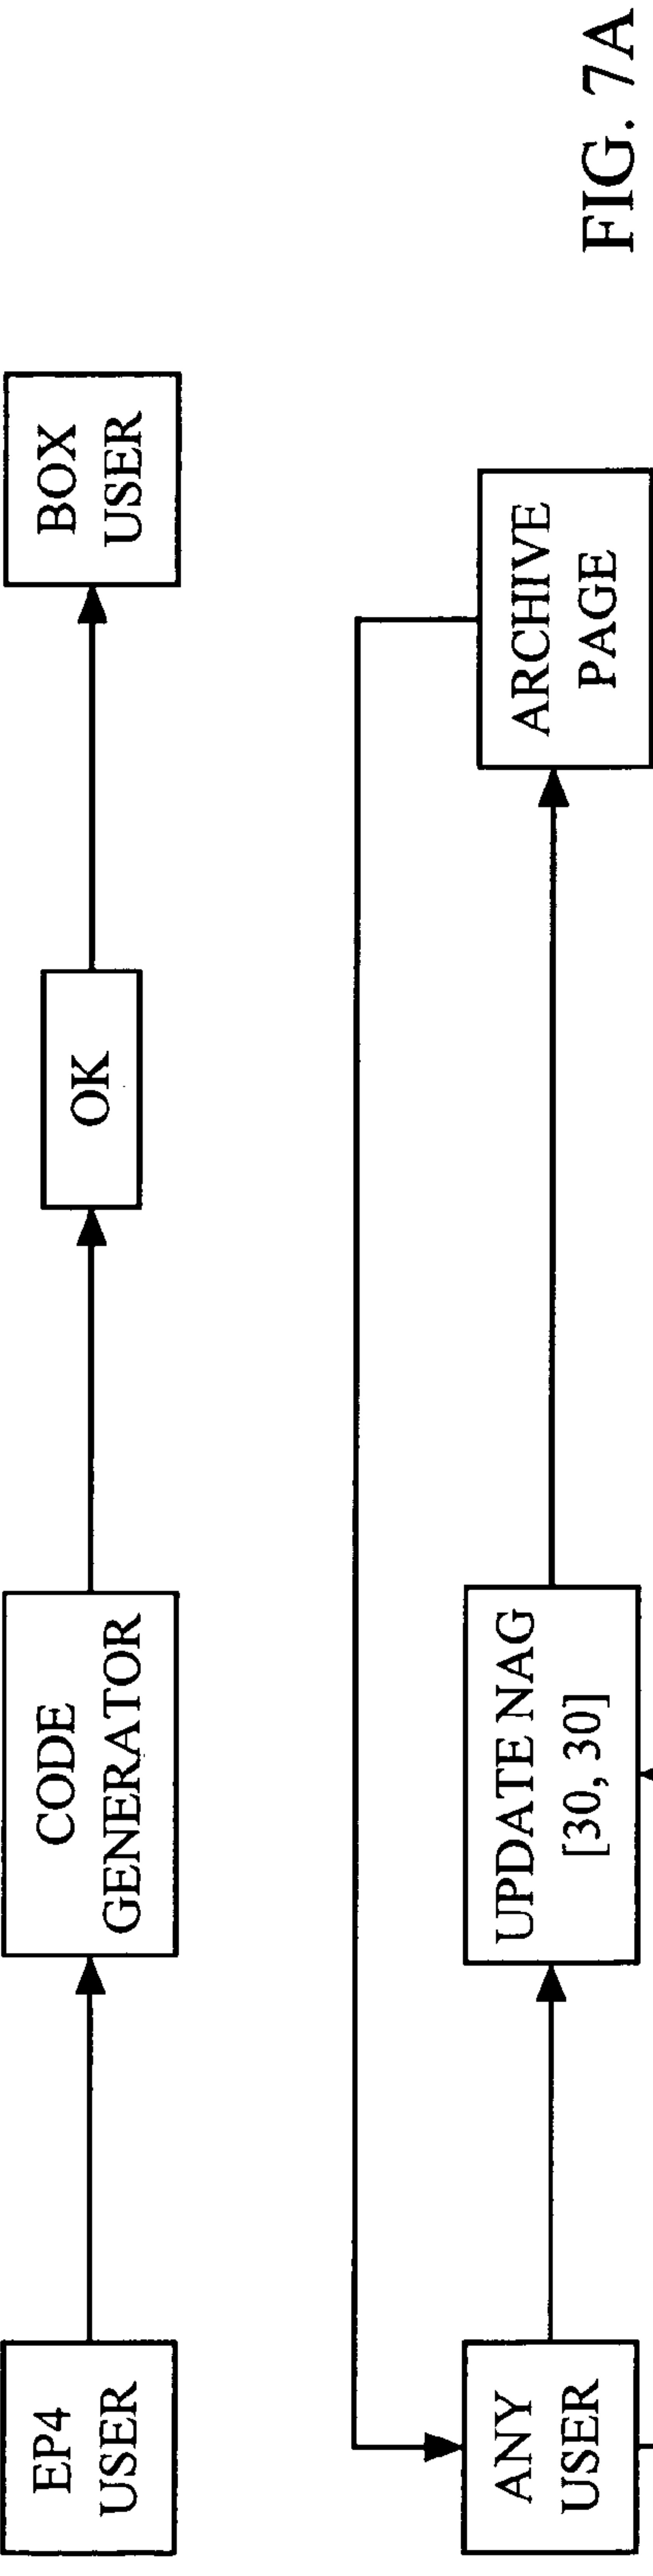 EP4
USER
CODE
GENERATOR
OK
BOX
USER
ANY
USER
UPDATE NAG
[30, 30]
ARCHIVE
PAGE
FIG. 7A